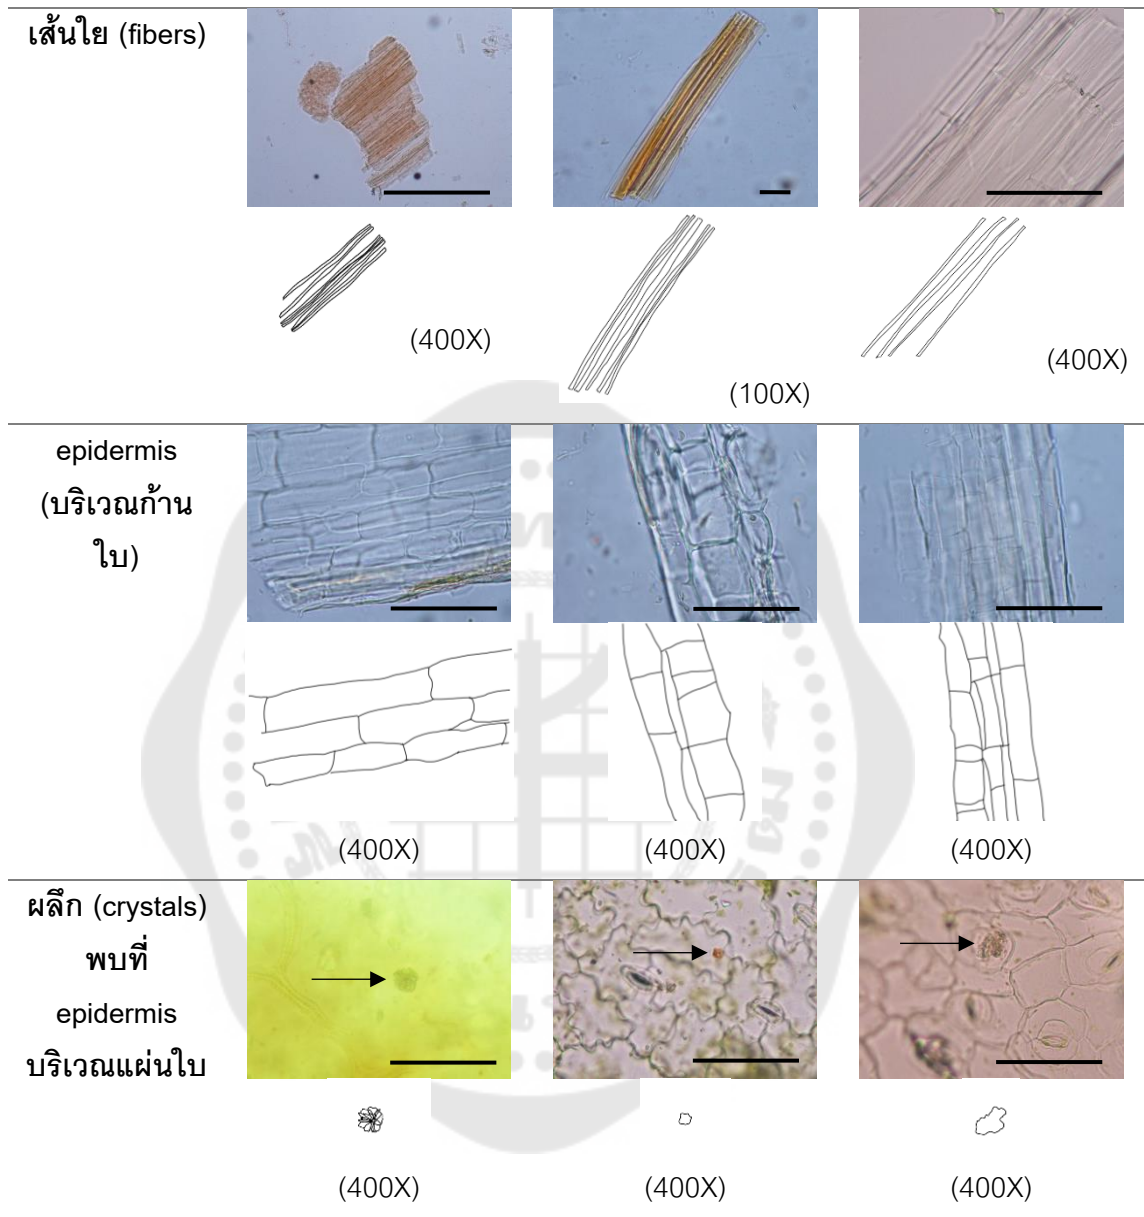 เส้นใย (fibers)
(400X)
(100X)
(400X)
epidermis
(บริเวณก้าน
ใบ)
(400X)
(400X)
(400X)
ผลึก (crystals)
พบที่
epidermis
บริเวณแผ่นใบ
(400X)
(400X)
(400X)